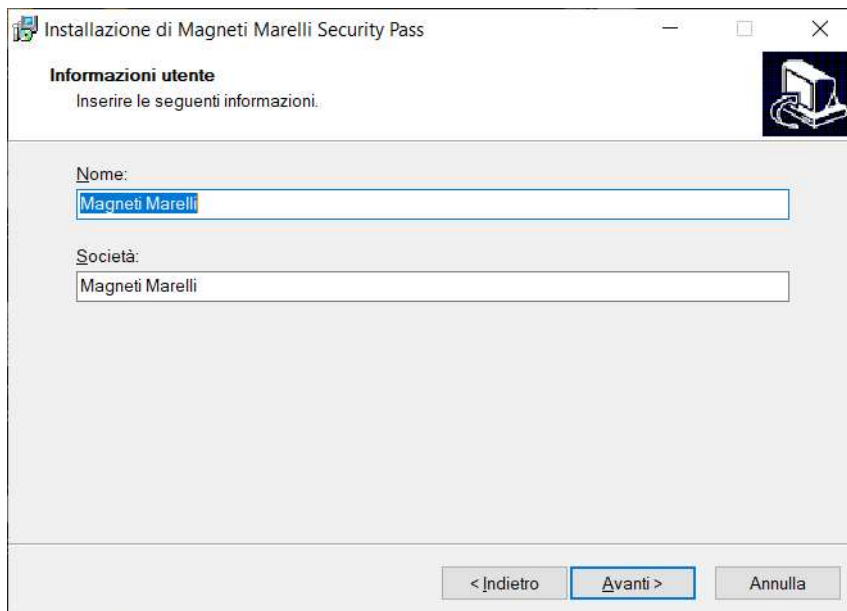 Installazione di Magneti Marelli Security Pass
Informazioni utente
Inserire le seguenti informazioni.
Nome:
Magneti Marelli
Società:
Magneti Marelli
< Indietro
Avanti >
Annulla